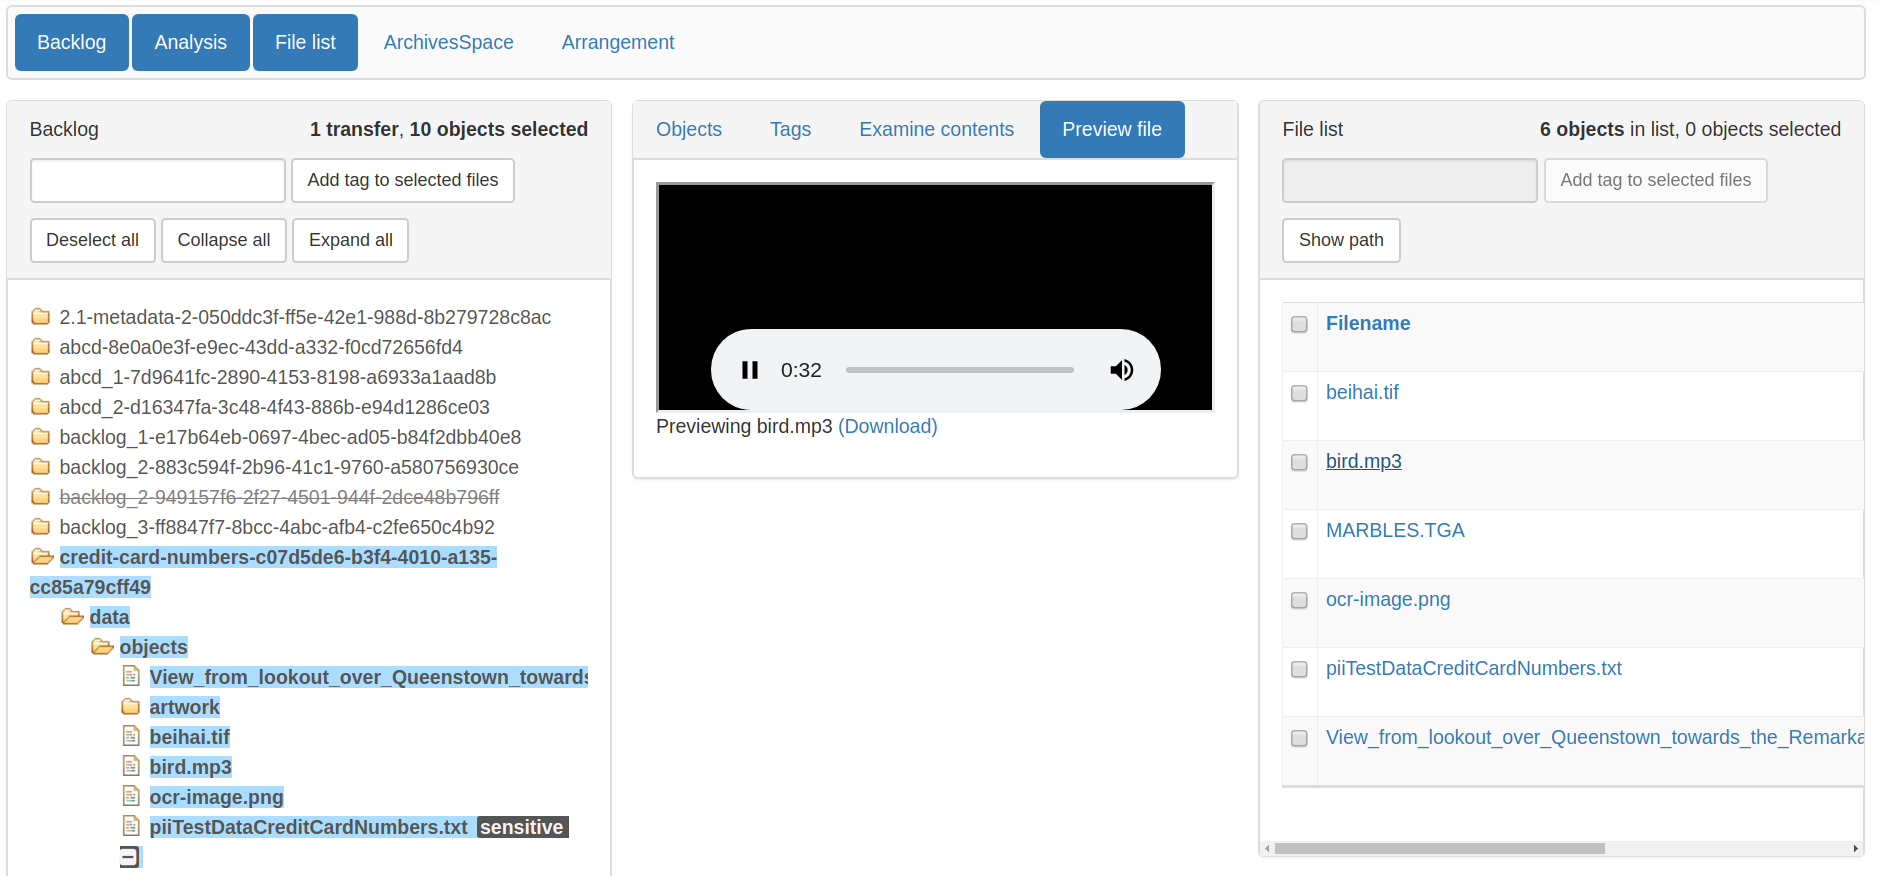 Backlog Analysis File list ArchivesSpace Arrangement
Backlog 1 transfer, 10 objects selected
Add tag to selected files
Deselect all Collapse all Expand all
2.1-metadata-2-050ddc3f-ff5e-42e1-988d-8b279728c8ac
abcd-8e0a0e3f-e9ec-43dd-a332-f0cd72656fd4
abcd_1-7d9641fc-2890-4153-8198-a6933a1aad8b
abcd_2-d16347fa-3c48-4f43-886b-e94d1286ce03
backlog_1-e17b64eb-0697-4bec-ad05-b84f2dbb40e8
backlog_2-883c594f-2b96-41c1-9760-a580756930ce
backlog_2-949157f6-2f27-4501-944f-2dce48b796ff
backlog_3-ff8847f7-8bcc-4abc-afb4-c2fe650c4b92
credit-card-numbers-c07d5de6-b3f4-4010-a135-
cc85a79cff49
data
objects
View_from_lookout_over_Queenstown_towards
artwork
beihai.tif
bird.mp3
ocr-image.png
piiTestDataCreditCardNumbers.txt sensitive
Objects Tags Examine contents Preview file
0:32
Previewing bird.mp3 (Download)
File list 6 objects in list, 0 objects selected
Add tag to selected files
Show path
Filename
beihai.tif
bird.mp3
MARBLES.TGA
ocr-image.png
piiTestDataCreditCardNumbers.txt
View_from_lookout_over_Queenstown_towards_the_Remarka